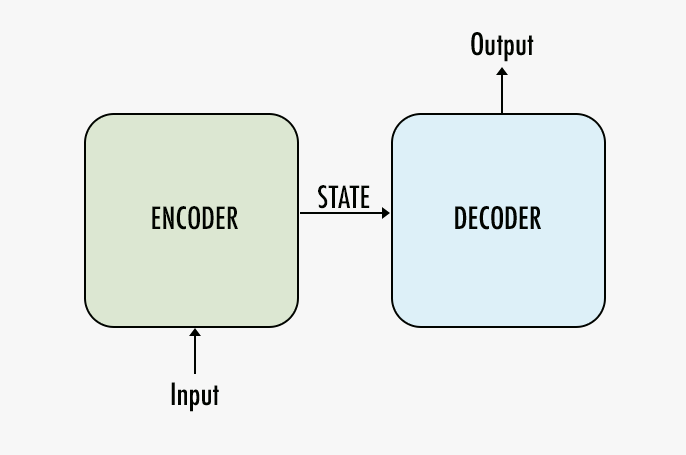 Output
STATE
ENCODER
DECODER
Input